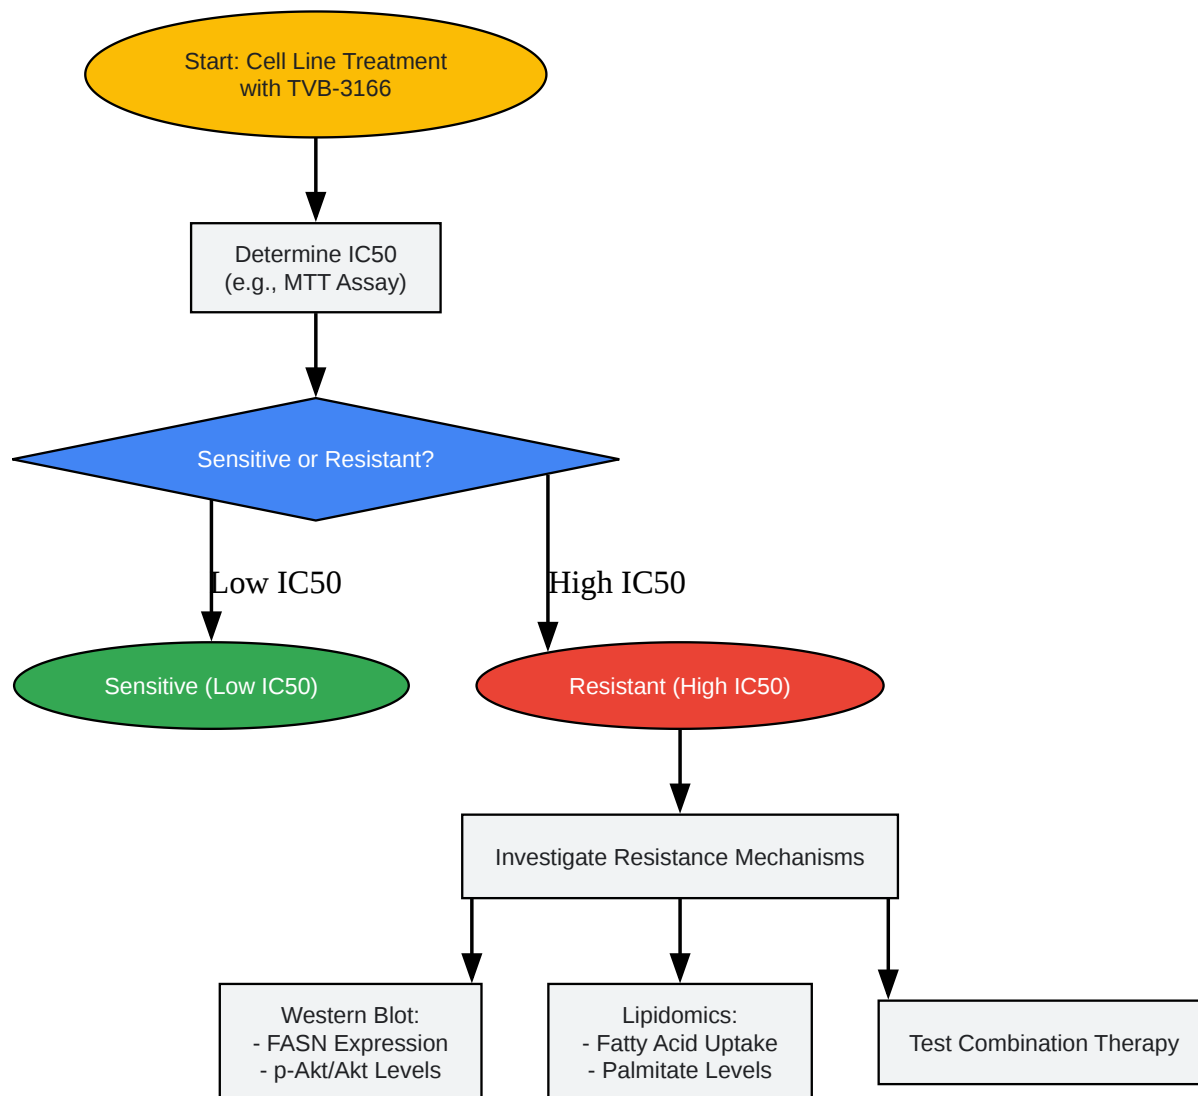 Start: Cell Line Treatment
with TVB-3166
Determine IC50
(e.g., MTT Assay)
Sensitive or Resistant?
Low IC50
High IC50
Sensitive (Low IC50)
Resistant (High IC50)
Investigate Resistance Mechanisms
Western Blot:
- FASN Expression
- p-Akt/Akt Levels
Lipidomics:
- Fatty Acid Uptake
- Palmitate Levels
Test Combination Therapy